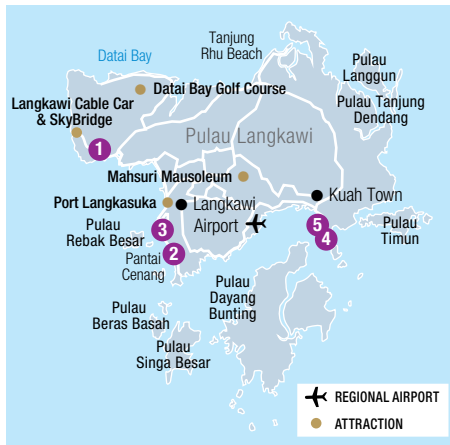 Tanjung
Rhu Beach
Datai Bay
Pulau
Langgun
Datai Bay Golf Course
Pulau Tanjung
Dendang
Langkawi Cable Car
& SkyBridge
Pulau Langkawi
1
Mahsuri Mausoleum
Kuah Town
Port Langkasuka
Langkawi
Airport
Pulau
Rebak Besar
3
5
4
Pulau
Timun
2
Pantai
Cenang
Pulau
Dayang
Bunting
Pulau
Beras Basah
Pulau
Singa Besar
REGIONAL AIRPORT
ATTRACTION